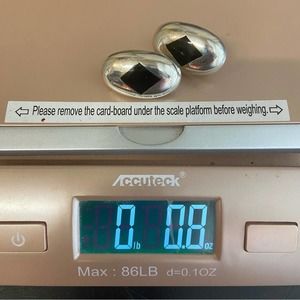 Please remove the card-board under the scale platform before weighing.
Accuteck
0 lb 0.8 oz
Max : 86LB d=0.1OZ